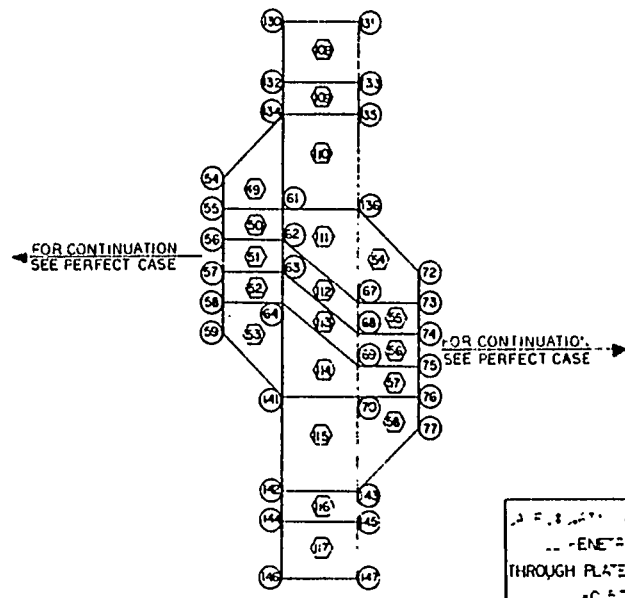 130 131
108
132 133
109
134 135
110
54
49
55 61 136
50 111
56 62 54
FOR CONTINUATION
SEE PERFECT CASE
51
57 63 72
52 112 67 73
58 64 113 68 55 74
53 56
59 69 75
FOR CONTINUATION
SEE PERFECT CASE
114 57
141 70 76
58
115 77
142 143
116
144 145
117
146 147
THROUGH PLATE